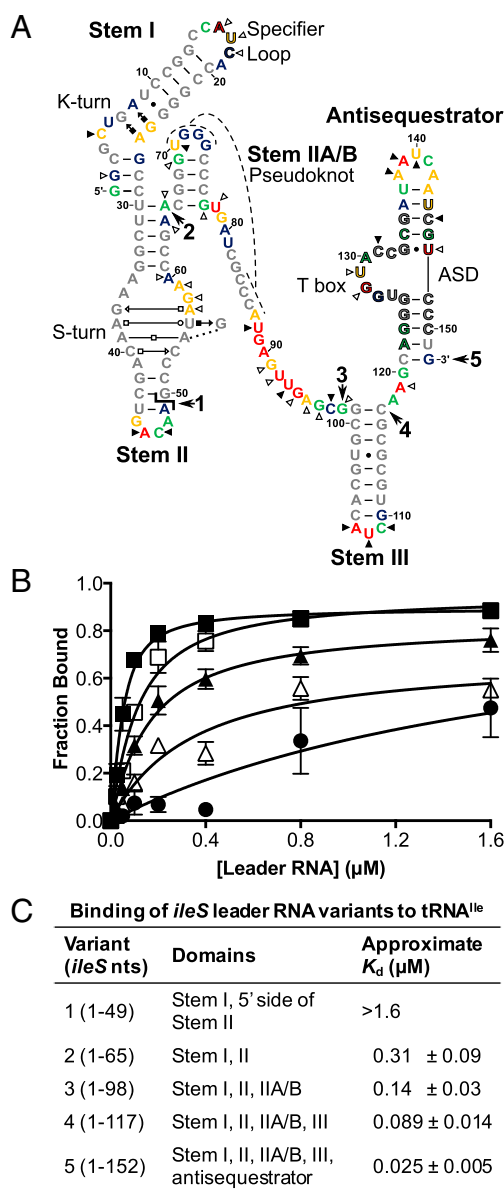 A
Stem I
Specifier
Loop
K-turn
10
20
5'
30
70
Stem IIA/B
Pseudoknot
80
2
60
S-turn
40
50
1
Stem II
90
3
100
Antisequestrator
140
130
T box
ASD
150
3'
5
120
4
110
Stem III
B
Fraction Bound
1.0
0.8
0.6
0.4
0.2
0.0
0.0 0.4 0.8 1.2 1.6
[Leader RNA] (µM)
C
Binding of ileS leader RNA variants to tRNAIle
Variant (ileS nts) Domains Approximate Kd (µM)
1 (1-49) Stem I, 5' side of Stem II >1.6
2 (1-65) Stem I, II 0.31 ± 0.09
3 (1-98) Stem I, II, IIA/B 0.14 ± 0.03
4 (1-117) Stem I, II, IIA/B, III 0.089 ± 0.014
5 (1-152) Stem I, II, IIA/B, III, antisequestrator 0.025 ± 0.005